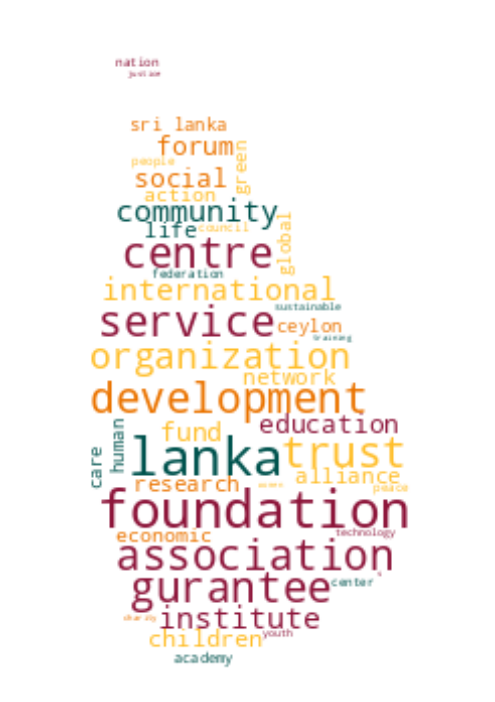 nation
justice
sri lanka
forum
green
people
social
action
community
life
council
global
centre
federation
international
sustainable
service
ceylon
training
organization
network
development
education
fund
human
care
lanka
trust
alliance
research
women
peace
foundation
economic
technology
association
gurantee
center
charity
institute
children
youth
academy